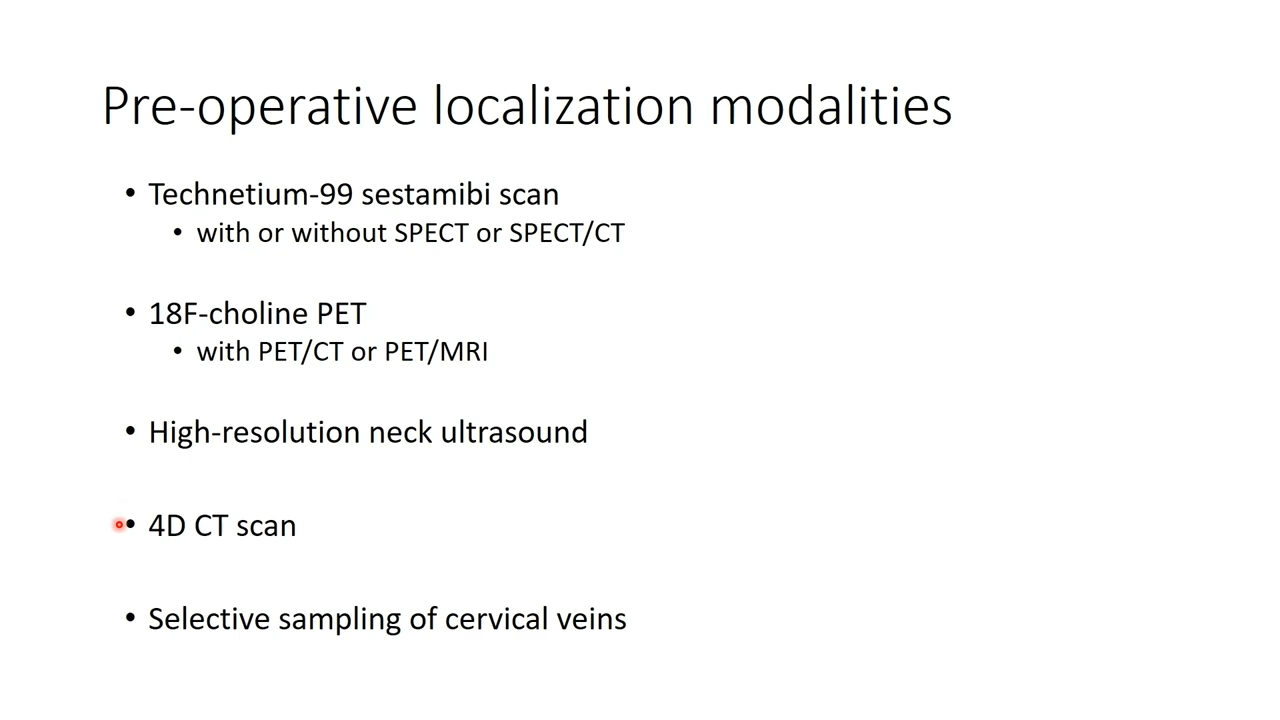 Pre-operative localization modalities
• Technetium-99 sestamibi scan
• with or without SPECT or SPECT/CT
• 18F-choline PET
• with PET/CT or PET/MRI
• High-resolution neck ultrasound
• 4D CT scan
• Selective sampling of cervical veins